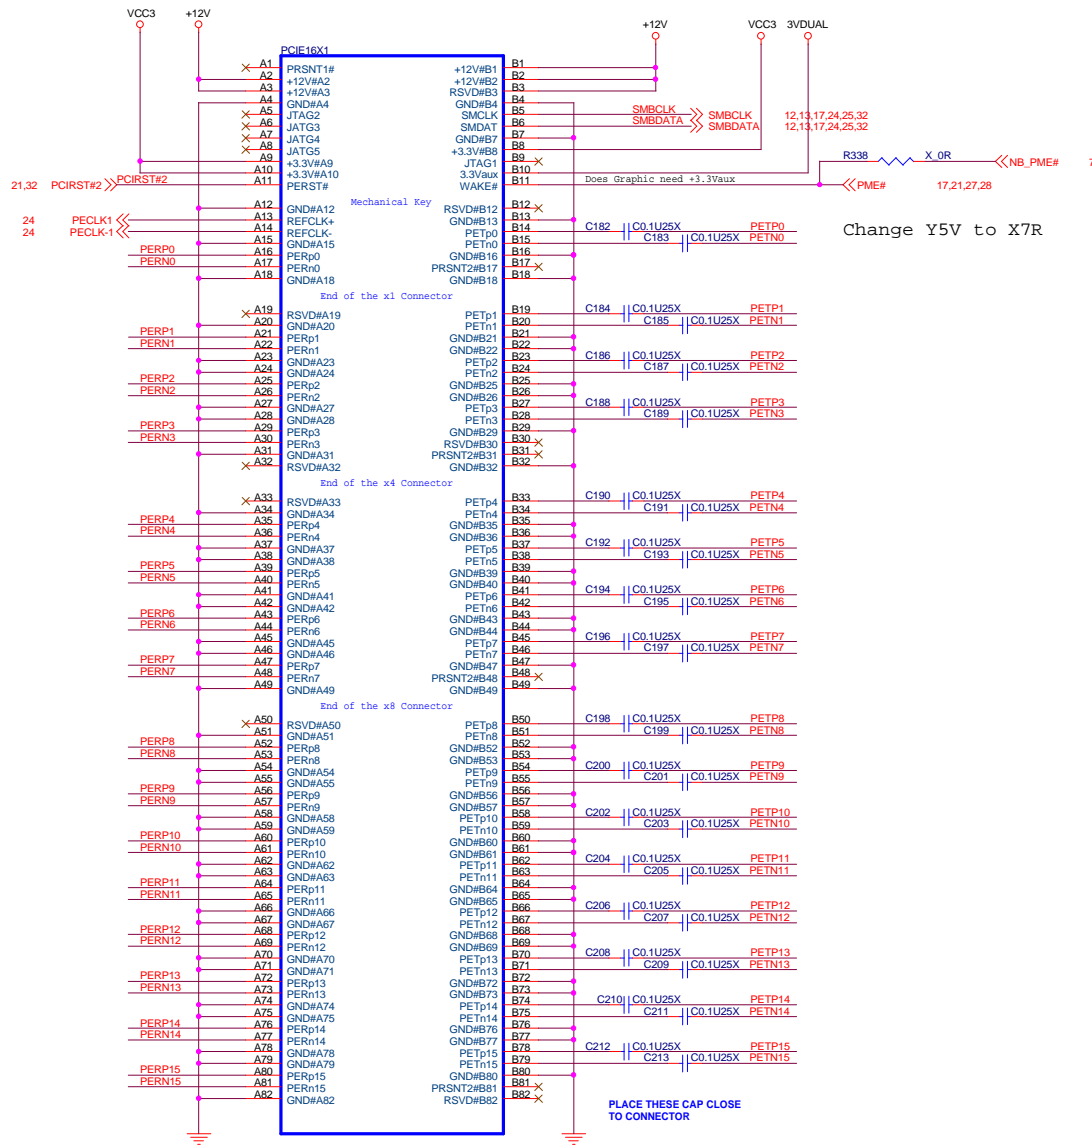 VCC3 +12V +12V VCC3 3VDUAL
PCIE16X1
A1 PRSNT1# +12V#B1 B1
A2 +12V#A2 +12V#B2 B2
A3 +12V#A3 RSVD#B3 B3
A4 GND#A4 GND#B4 B4
A5 JTAG2 SMCLK B5 SMBCLK SMBCLK 12,13,17,24,25,32
A6 JATG3 SMDAT B6 SMBDATA SMBDATA 12,13,17,24,25,32
A7 JATG4 GND#B7 B7
A8 JATG5 +3.3V#B8 B8
A9 +3.3V#A9 JTAG1 B9 R338 X_0R
A10 +3.3V#A10 3.3Vaux B10 NB_PME# 7
21,32 PCIRST#2 PCIRST#2 A11 PERST# WAKE# B11 Does Graphic need +3.3Vaux PME# 17,21,27,28
Mechanical Key
A12 GND#A12 RSVD#B12 B12
24 PECLK1 A13 REFCLK+ GND#B13 B13
24 PECLK-1 A14 REFCLK- PETp0 B14 C182 C0.1U25X PETP0
Change Y5V to X7R
A15 GND#A15 PETn0 B15 C183 C0.1U25X PETN0
PERP0 A16 PERp0 GND#B16 B16
PERN0 A17 PERn0 PRSNT2#B17 B17
A18 GND#A18 GND#B18 B18
End of the x1 Connector
A19 RSVD#A19 PETp1 B19 C184 C0.1U25X PETP1
A20 GND#A20 PETn1 B20 C185 C0.1U25X PETN1
PERP1 A21 PERp1 GND#B21 B21
PERN1 A22 PERn1 GND#B22 B22
A23 GND#A23 PETp2 B23 C186 C0.1U25X PETP2
A24 GND#A24 PETn2 B24 C187 C0.1U25X PETN2
PERP2 A25 PERp2 GND#B25 B25
PERN2 A26 PERn2 GND#B26 B26
A27 GND#A27 PETp3 B27 C188 C0.1U25X PETP3
A28 GND#A28 PETn3 B28 C189 C0.1U25X PETN3
PERP3 A29 PERp3 GND#B29 B29
PERN3 A30 PERn3 RSVD#B30 B30
A31 GND#A31 PRSNT2#B31 B31
A32 RSVD#A32 GND#B32 B32
End of the x4 Connector
A33 RSVD#A33 PETp4 B33 C190 C0.1U25X PETP4
A34 GND#A34 PETn4 B34 C191 C0.1U25X PETN4
PERP4 A35 PERp4 GND#B35 B35
PERN4 A36 PERn4 GND#B36 B36
A37 GND#A37 PETp5 B37 C192 C0.1U25X PETP5
A38 GND#A38 PETn5 B38 C193 C0.1U25X PETN5
PERP5 A39 PERp5 GND#B39 B39
PERN5 A40 PERn5 GND#B40 B40
A41 GND#A41 PETp6 B41 C194 C0.1U25X PETP6
A42 GND#A42 PETn6 B42 C195 C0.1U25X PETN6
PERP6 A43 PERp6 GND#B43 B43
PERN6 A44 PERn6 GND#B44 B44
A45 GND#A45 PETp7 B45 C196 C0.1U25X PETP7
A46 GND#A46 PETn7 B46 C197 C0.1U25X PETN7
PERP7 A47 PERp7 GND#B47 B47
PERN7 A48 PERn7 PRSNT2#B48 B48
A49 GND#A49 GND#B49 B49
End of the x8 Connector
A50 RSVD#A50 PETp8 B50 C198 C0.1U25X PETP8
A51 GND#A51 PETn8 B51 C199 C0.1U25X PETN8
PERP8 A52 PERp8 GND#B52 B52
PERN8 A53 PERn8 GND#B53 B53
A54 GND#A54 PETp9 B54 C200 C0.1U25X PETP9
A55 GND#A55 PETn9 B55 C201 C0.1U25X PETN9
PERP9 A56 PERp9 GND#B56 B56
PERN9 A57 PERn9 GND#B57 B57
A58 GND#A58 PETp10 B58 C202 C0.1U25X PETP10
A59 GND#A59 PETn10 B59 C203 C0.1U25X PETN10
PERP10 A60 PERp10 GND#B60 B60
PERN10 A61 PERn10 GND#B61 B61
A62 GND#A62 PETp11 B62 C204 C0.1U25X PETP11
A63 GND#A63 PETn11 B63 C205 C0.1U25X PETN11
PERP11 A64 PERp11 GND#B64 B64
PERN11 A65 PERn11 GND#B65 B65
A66 GND#A66 PETp12 B66 C206 C0.1U25X PETP12
A67 GND#A67 PETn12 B67 C207 C0.1U25X PETN12
PERP12 A68 PERp12 GND#B68 B68
PERN12 A69 PERn12 GND#B69 B69
A70 GND#A70 PETp13 B70 C208 C0.1U25X PETP13
A71 GND#A71 PETn13 B71 C209 C0.1U25X PETN13
PERP13 A72 PERp13 GND#B72 B72
PERN13 A73 PERn13 GND#B73 B73
A74 GND#A74 PETp14 B74 C210 C0.1U25X PETP14
A75 GND#A75 PETn14 B75 C211 C0.1U25X PETN14
PERP14 A76 PERp14 GND#B76 B76
PERN14 A77 PERn14 GND#B77 B77
A78 GND#A78 PETp15 B78 C212 C0.1U25X PETP15
A79 GND#A79 PETn15 B79 C213 C0.1U25X PETN15
PERP15 A80 PERp15 GND#B80 B80
PERN15 A81 PERn15 PRSNT2#B81 B81
A82 GND#A82 RSVD#B82 B82
PLACE THESE CAP CLOSE
TO CONNECTOR